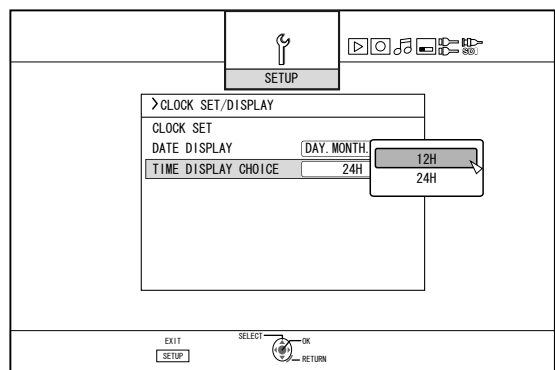 SDI
SETUP
>CLOCK SET/DISPLAY
CLOCK SET
DATE DISPLAY DAY.MONTH.
TIME DISPLAY CHOICE 24H
12H
24H
EXIT
SETUP
SELECT
OK
RETURN